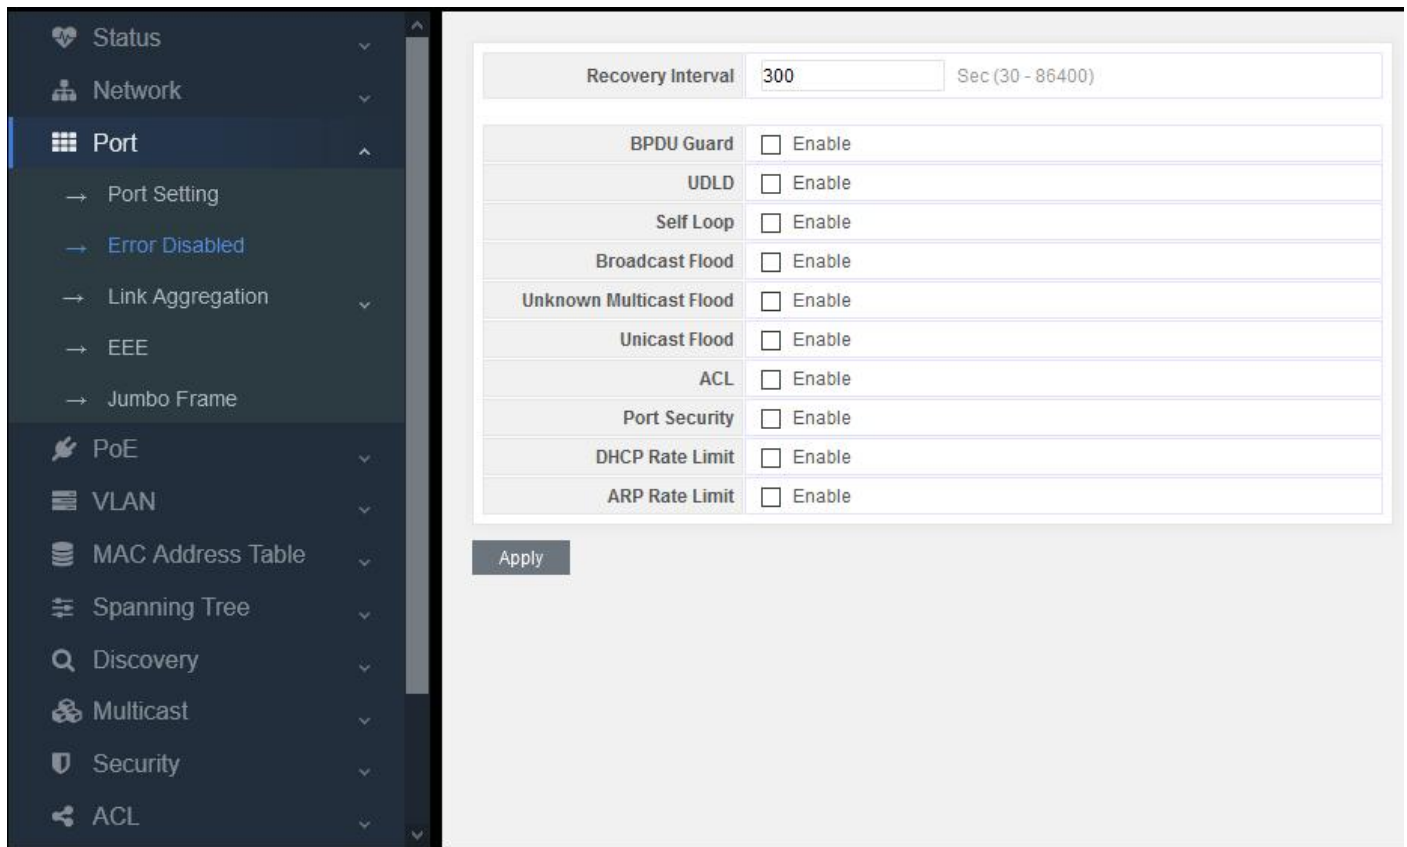 Status
Network
Port
Port Setting
Error Disabled
Link Aggregation
EEE
Jumbo Frame
PoE
VLAN
MAC Address Table
Spanning Tree
Discovery
Multicast
Security
ACL
Recovery Interval 300 Sec (30 - 86400)
BPDU Guard Enable
UDLD Enable
Self Loop Enable
Broadcast Flood Enable
Unknown Multicast Flood Enable
Unicast Flood Enable
ACL Enable
Port Security Enable
DHCP Rate Limit Enable
ARP Rate Limit Enable
Apply